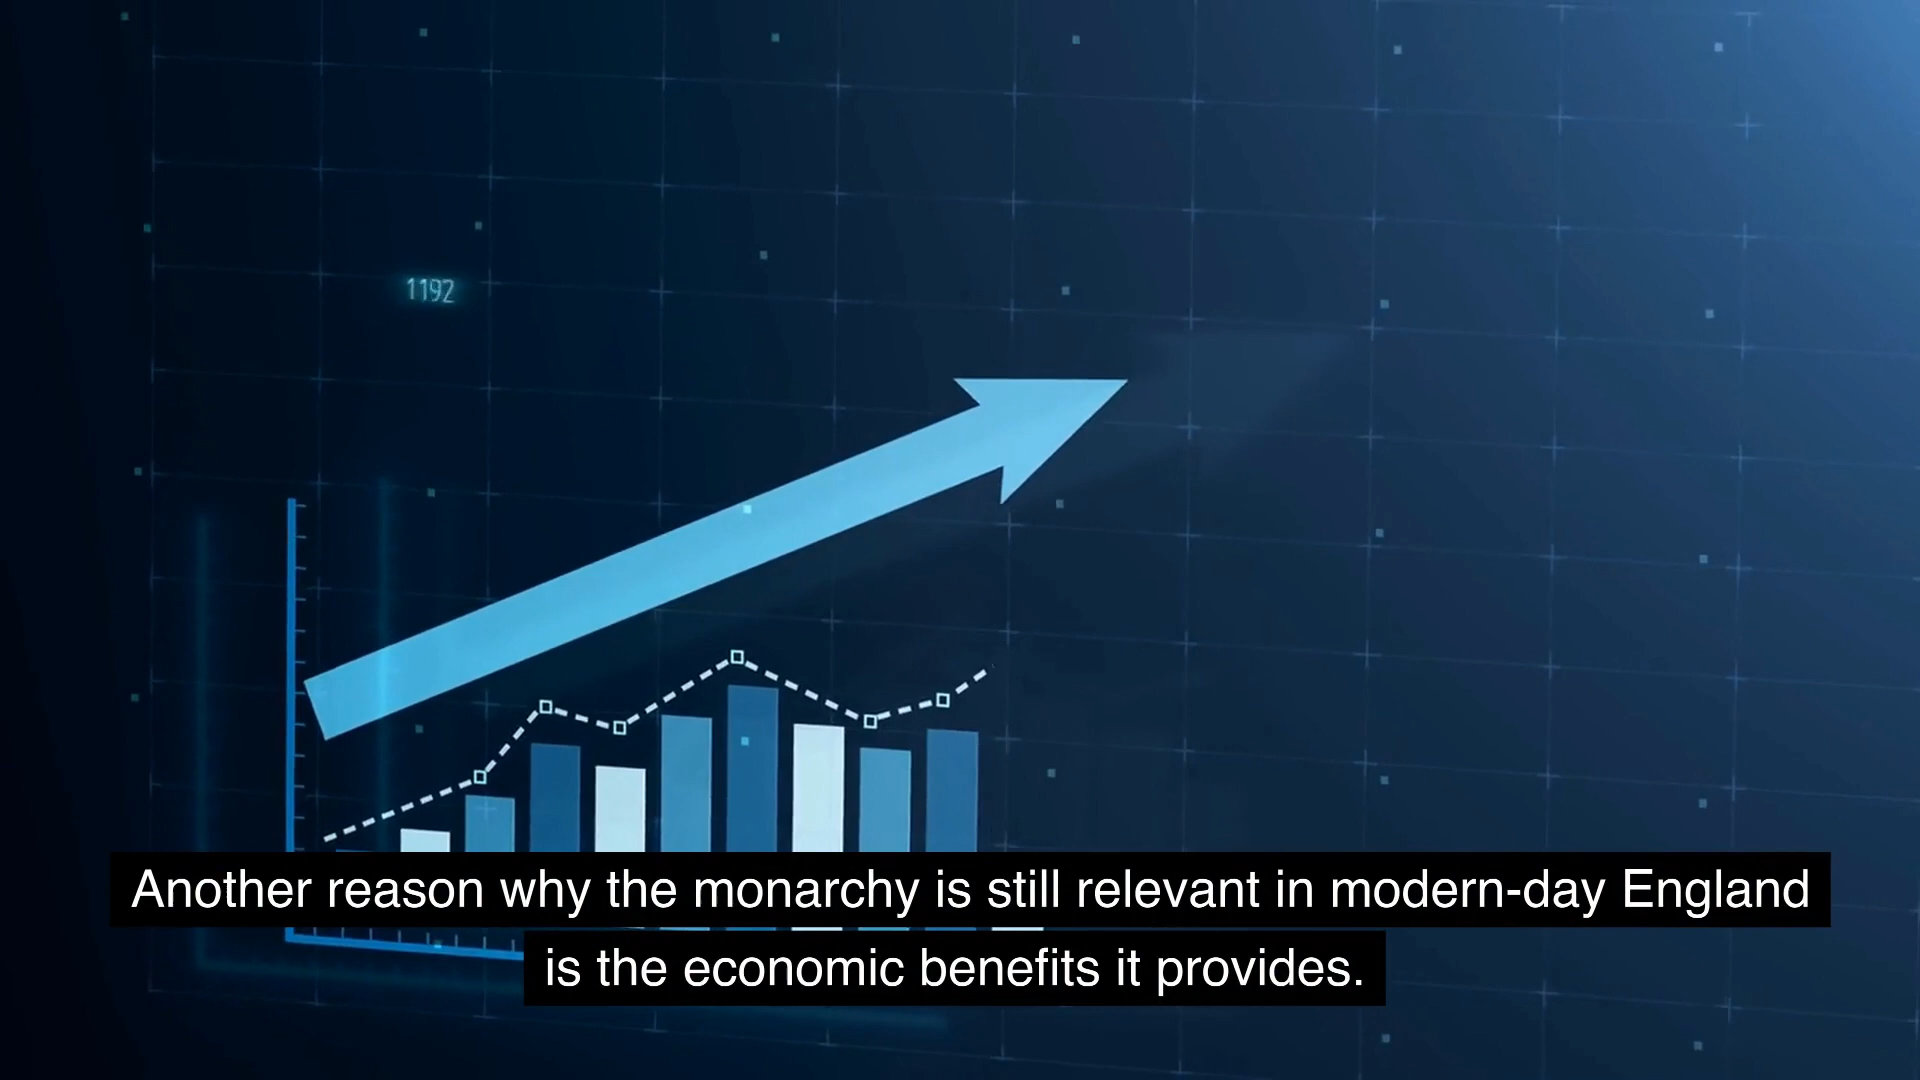 1192
Another reason why the monarchy is still relevant in modern-day England
is the economic benefits it provides.